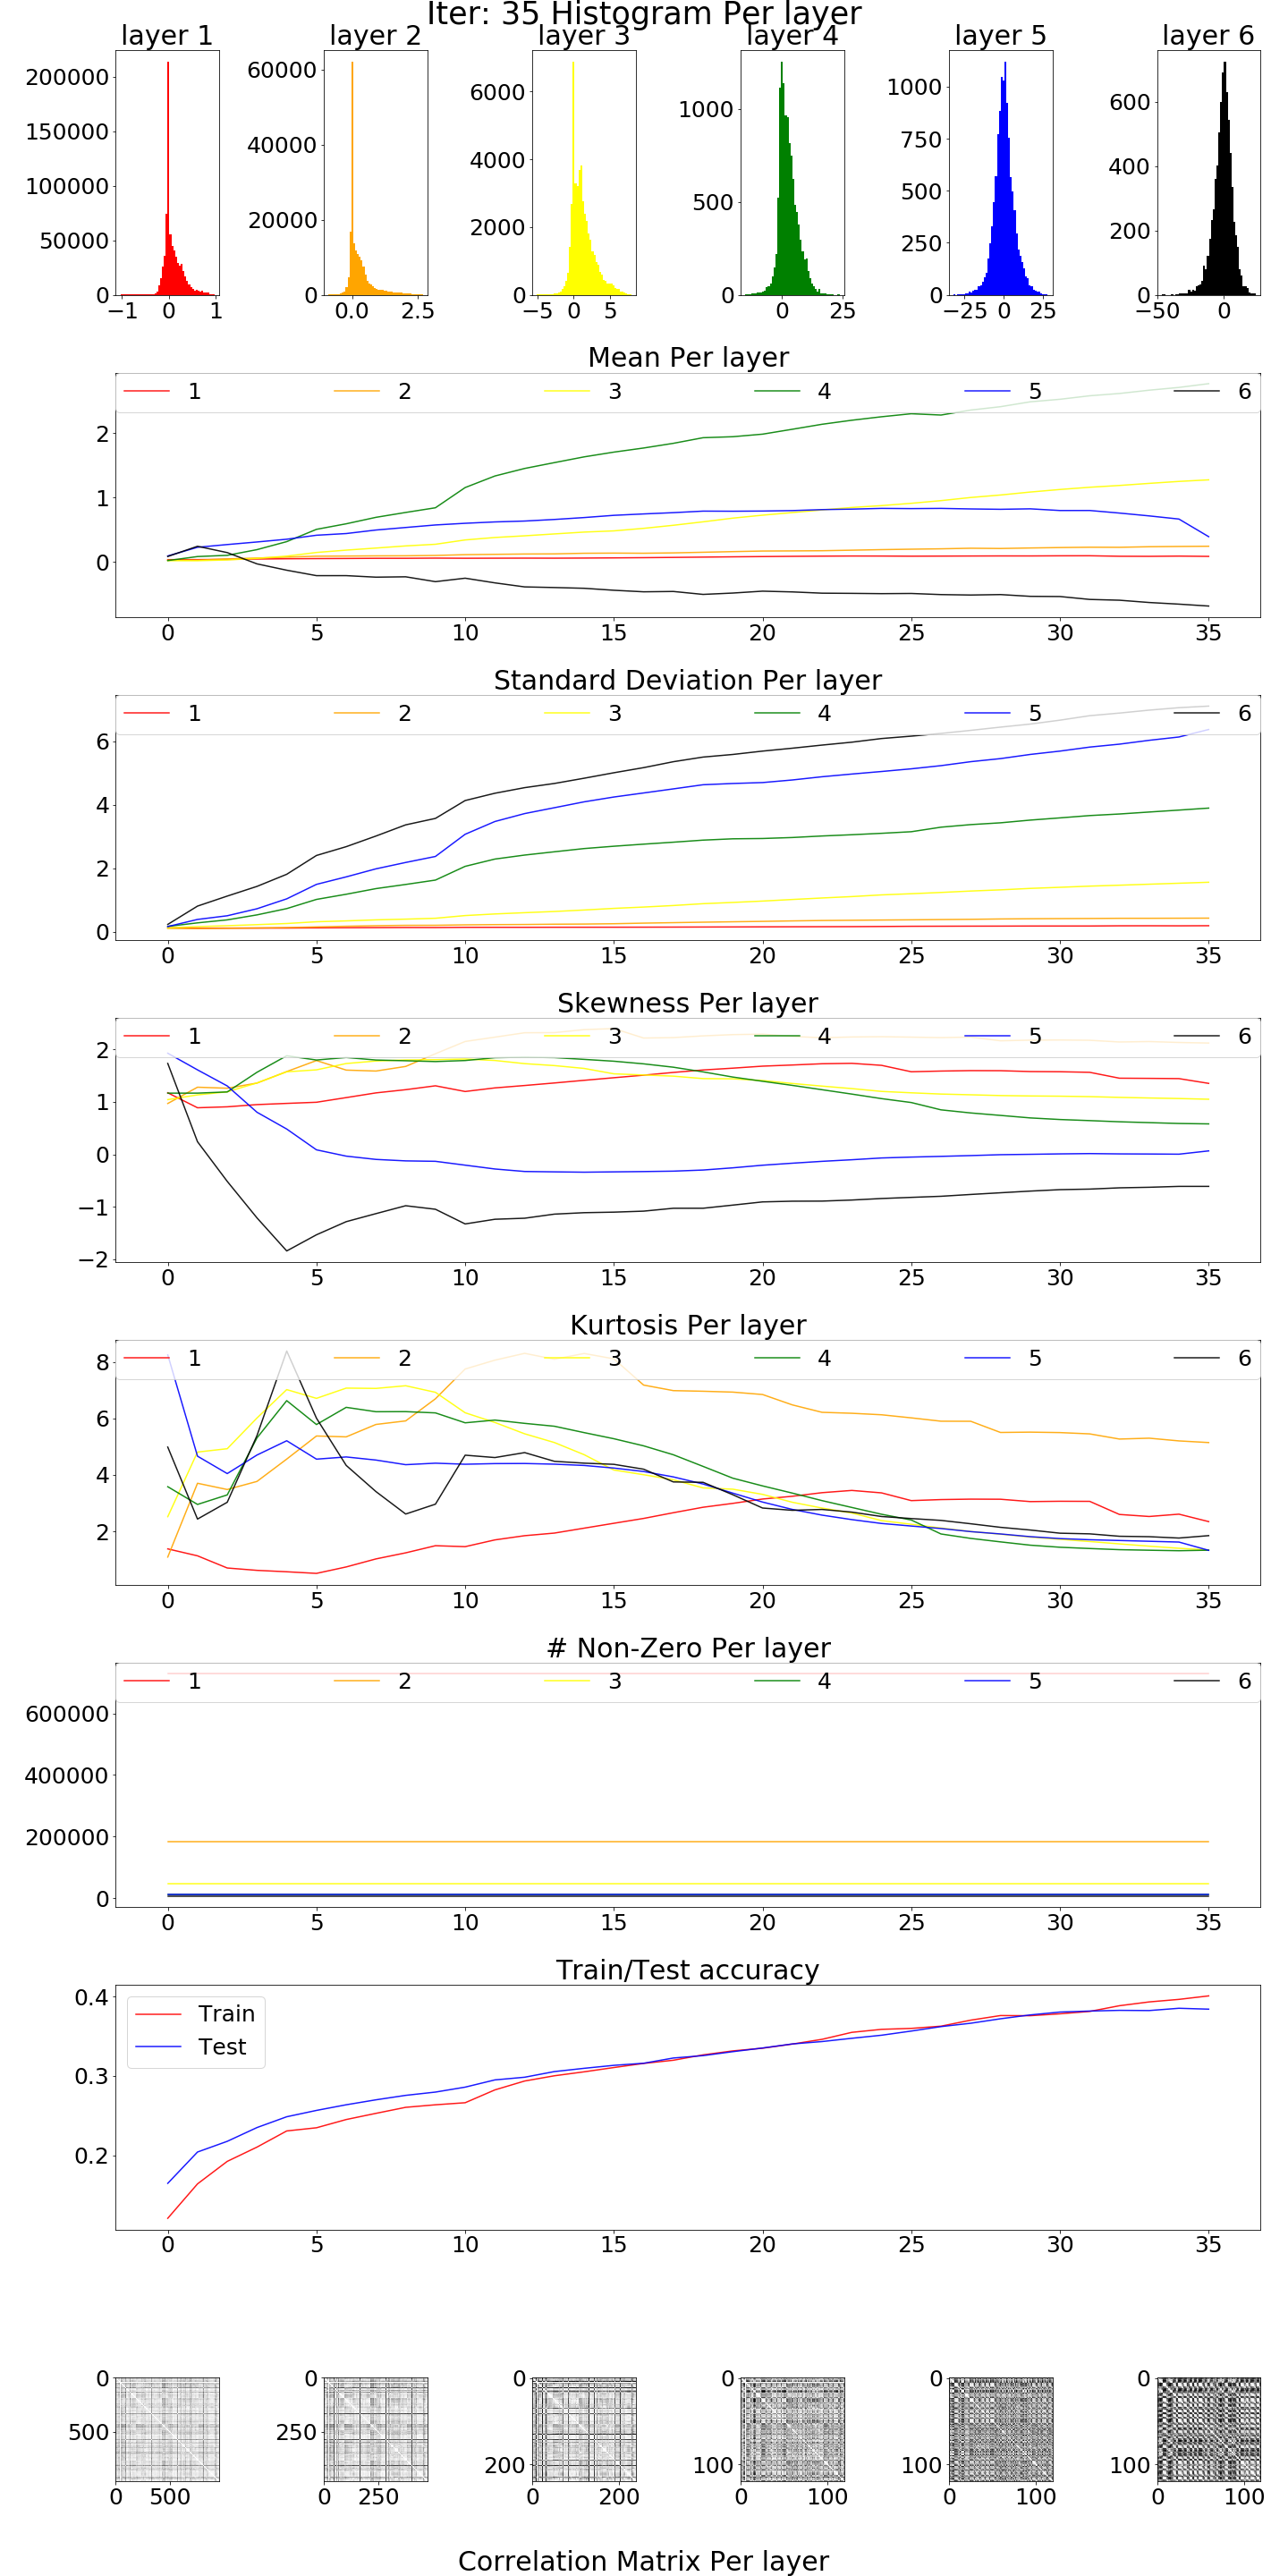 Iter: 35 Histogram Per layer
layer 1 layer 2 layer 3 layer 4 layer 5 layer 6
200000 150000 100000 50000 0
−1 0 1
60000 40000 20000 0
0.0 2.5
6000 4000 2000 0
−5 0 5
1000 500 0
0 25
1000 750 500 250 0
−25 0 25
600 400 200 0
−50 0
Mean Per layer
1 2 3 4 5 6
2
1
0
0 5 10 15 20 25 30 35
Standard Deviation Per layer
1 2 3 4 5 6
6
4
2
0
0 5 10 15 20 25 30 35
Skewness Per layer
1 2 3 4 5 6
2
1
0
−1
−2
0 5 10 15 20 25 30 35
Kurtosis Per layer
1 2 3 4 5 6
8
6
4
2
0 5 10 15 20 25 30 35
# Non-Zero Per layer
1 2 3 4 5 6
600000
400000
200000
0
0 5 10 15 20 25 30 35
Train/Test accuracy
Train
Test
0.4
0.3
0.2
0 5 10 15 20 25 30 35
0 0 0 0 0 0
500 250 200 100 100 100
0 500 0 250 0 200 0 100 0 100 0 100
Correlation Matrix Per layer